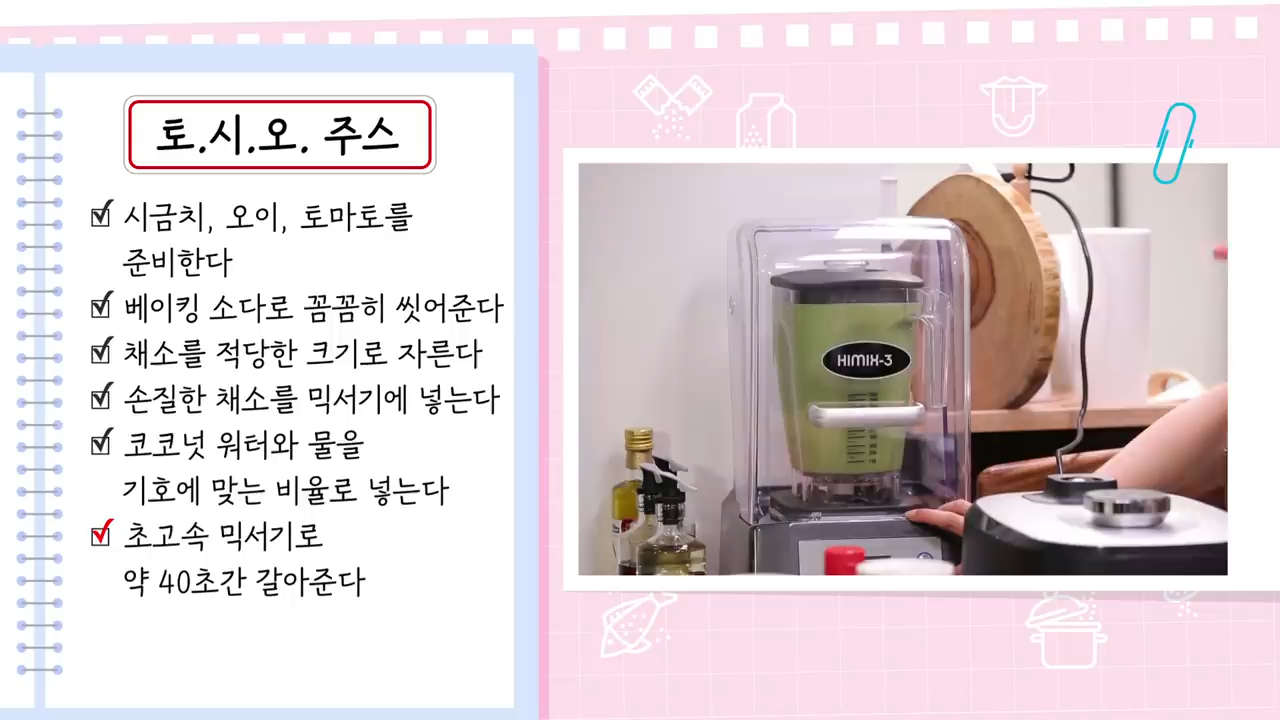 토.시.오. 주스
시금치, 오이, 토마토를
준비한다
베이킹 소다로 꼼꼼히 씻어준다
채소를 적당한 크기로 자른다
손질한 채소를 믹서기에 넣는다
코코넛 워터와 물을
기호에 맞는 비율로 넣는다
초고속 믹서기로
약 40초간 갈아준다
HIMIX-3